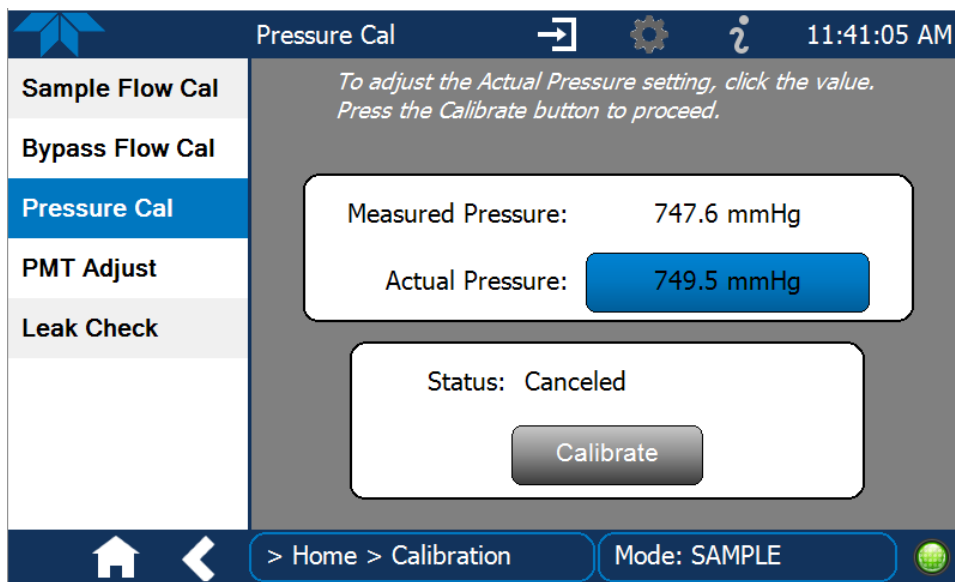 Pressure Cal
11:41:05 AM
Sample Flow Cal
Bypass Flow Cal
Pressure Cal
PMT Adjust
Leak Check
To adjust the Actual Pressure setting, click the value.
Press the Calibrate button to proceed.
Measured Pressure: 747.6 mmHg
Actual Pressure: 749.5 mmHg
Status: Canceled
Calibrate
> Home > Calibration
Mode: SAMPLE